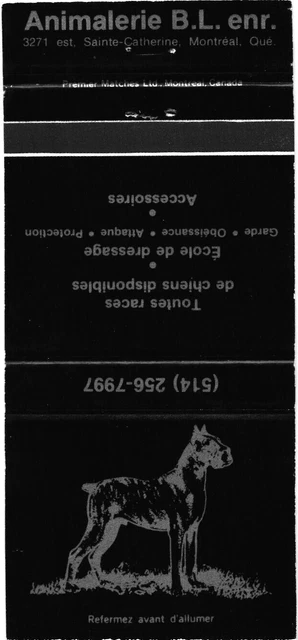 Animalerie B.L. enr.
3271 est, Sainte-Catherine, Montréal, Qué.
Premier Matches Ltd. Montreal, Canada
(514) 256-7997
Toutes races
de chiens disponibles
•
École de dressage
Garde • Obéissance • Attaque • Protection
•
Accessoires
Refermez avant d'allumer